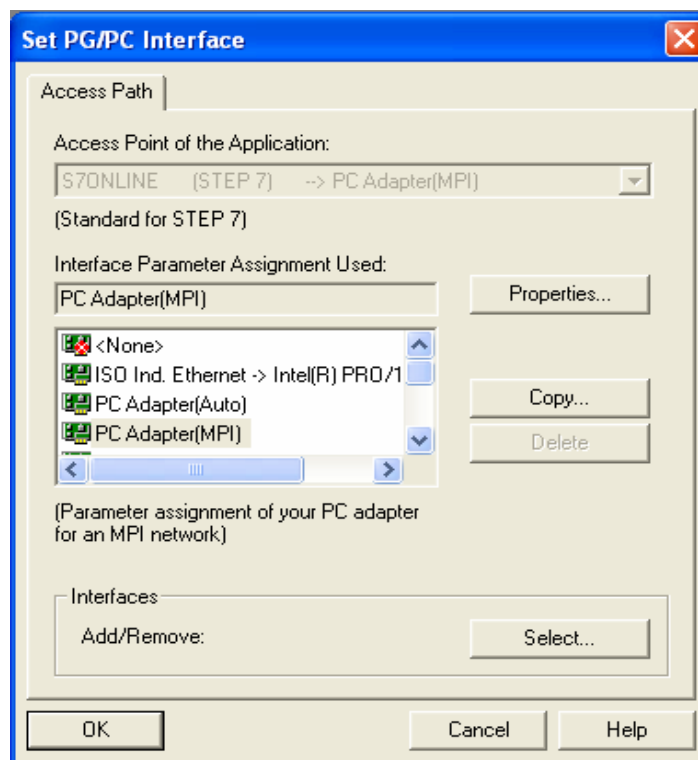 Set PG/PC Interface
Access Path
Access Point of the Application:
S7ONLINE (STEP 7) --> PC Adapter(MPI)
(Standard for STEP 7)
Interface Parameter Assignment Used:
PC Adapter(MPI)
Properties...
<None>
ISO Ind. Ethernet -> Intel(R) PRO/1
PC Adapter(Auto)
PC Adapter(MPI)
Copy...
Delete
(Parameter assignment of your PC adapter
for an MPI network)
Interfaces
Add/Remove:
Select...
OK
Cancel
Help